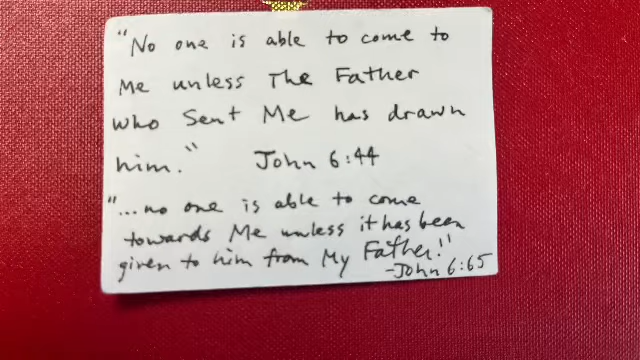 "No one is able to come to
Me unless The Father
who Sent Me has drawn
him." John 6:44
"...no one is able to come
towards Me unless it has been
given to him from My Father!"
-John 6:65